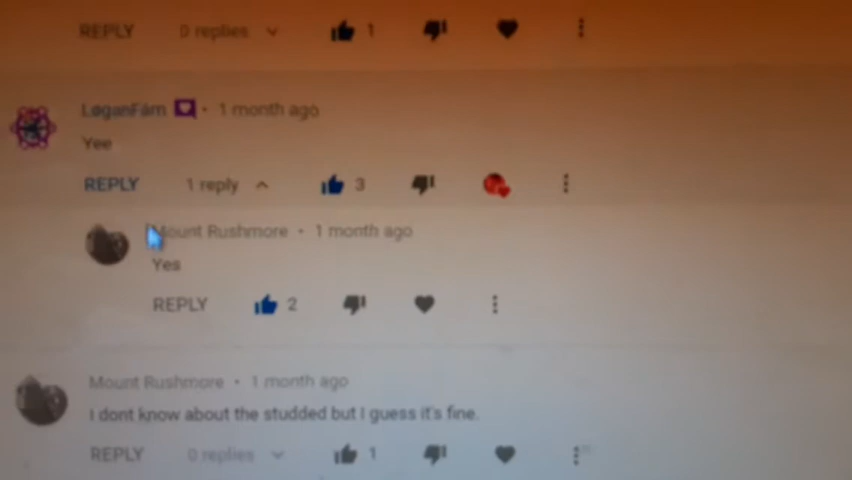 REPLY 0 replies 1
LøganFam • 1 month ago
Yee
REPLY 1 reply 3
Mount Rushmore • 1 month ago
Yes
REPLY 2
Mount Rushmore • 1 month ago
I dont know about the studded but I guess it's fine.
REPLY 0 replies 1